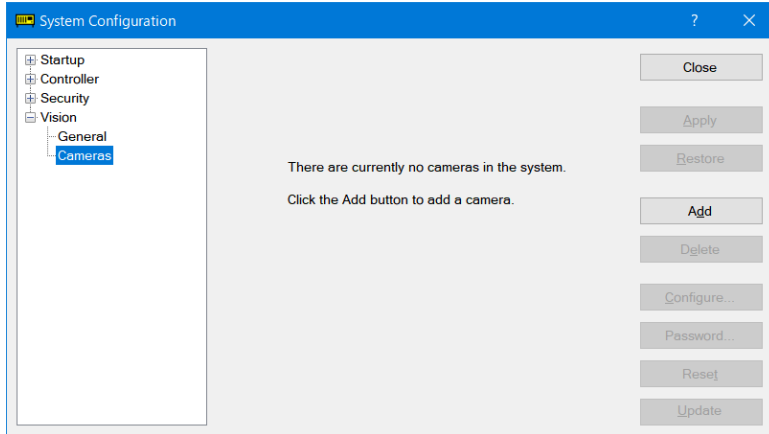 System Configuration
Startup
Controller
Security
Vision
General
Cameras
There are currently no cameras in the system.
Click the Add button to add a camera.
?
Close
Apply
Restore
Add
Delete
Configure...
Password...
Reset
Update